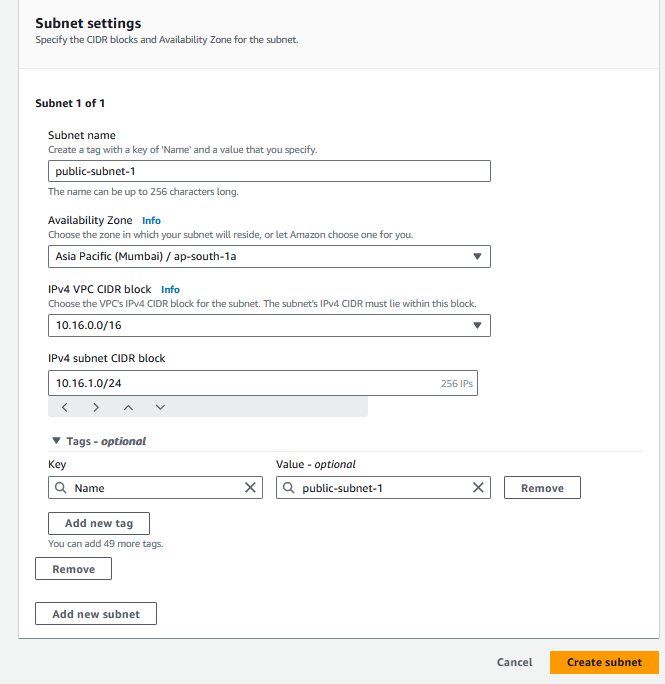 Subnet settings
Specify the CIDR blocks and Availability Zone for the subnet.
Subnet 1 of 1
Subnet name
Create a tag with a key of 'Name' and a value that you specify.
public-subnet-1
The name can be up to 256 characters long.
Availability Zone Info
Choose the zone in which your subnet will reside, or let Amazon choose one for you.
Asia Pacific (Mumbai) / ap-south-1a
IPv4 VPC CIDR block Info
Choose the VPC's IPv4 CIDR block for the subnet. The subnet's IPv4 CIDR must lie within this block.
10.16.0.0/16
IPv4 subnet CIDR block
10.16.1.0/24 256 IPs
Tags - optional
Key Value - optional
Name public-subnet-1 Remove
Add new tag
You can add 49 more tags.
Remove
Add new subnet
Cancel Create subnet